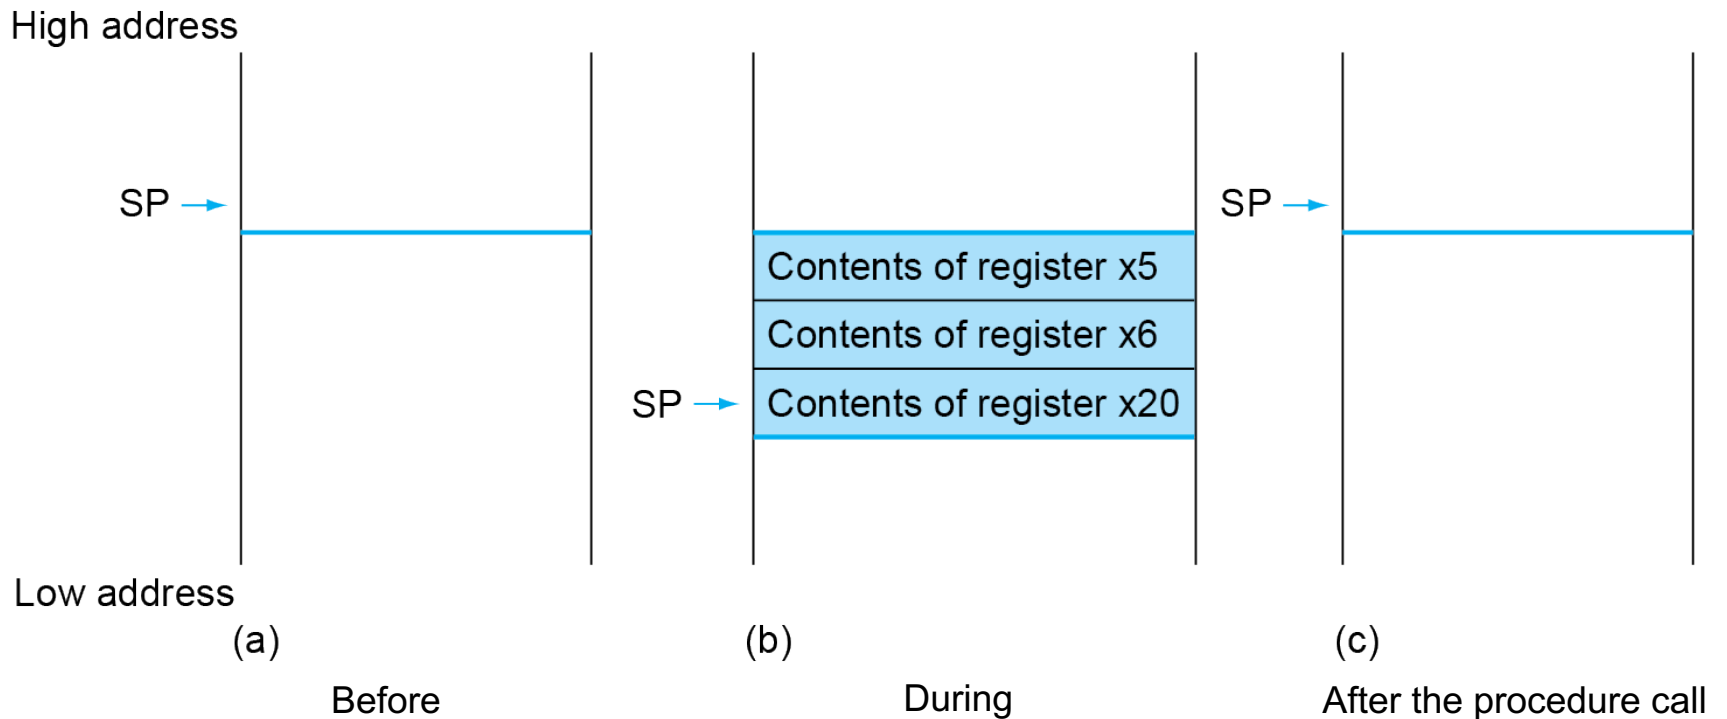 High address
SP
SP
Contents of register x5
Contents of register x6
SP
Contents of register x20
Low address
(a)
(b)
(c)
Before
During
After the procedure call